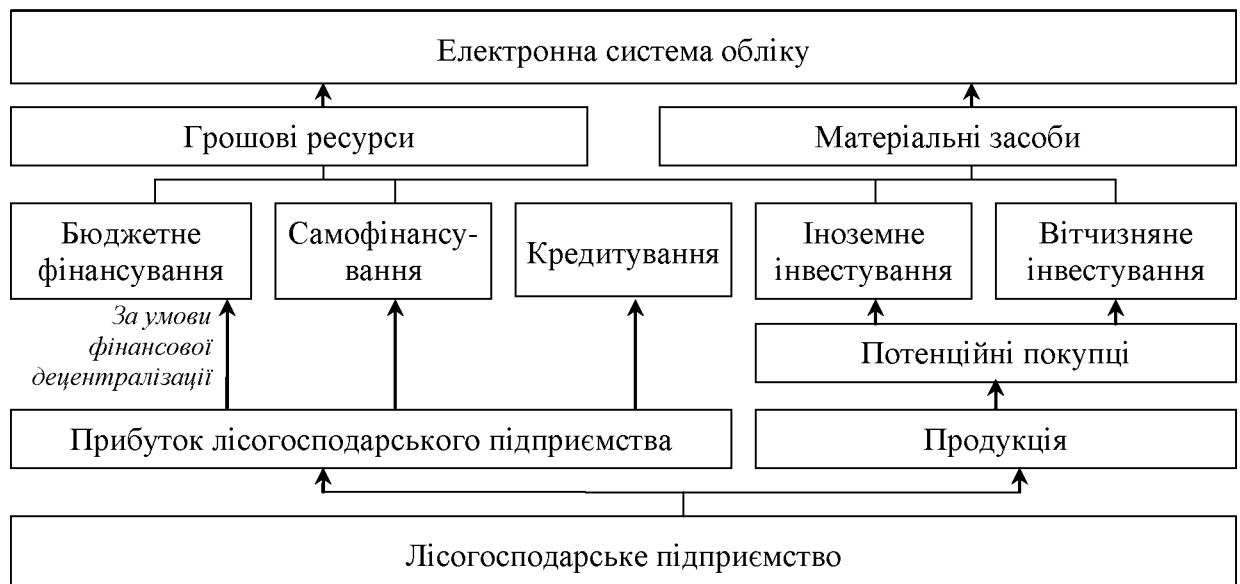 Електронна система обліку
Грошові ресурси
Матеріальні засоби
Бюджетне
фінансування
Самофінансу-
вання
Кредитування
Іноземне
інвестування
Вітчизняне
інвестування
За умови
фінансової
децентралізації
Потенційні покупці
Прибуток лісогосподарського підприємства
Продукція
Лісогосподарське підприємство